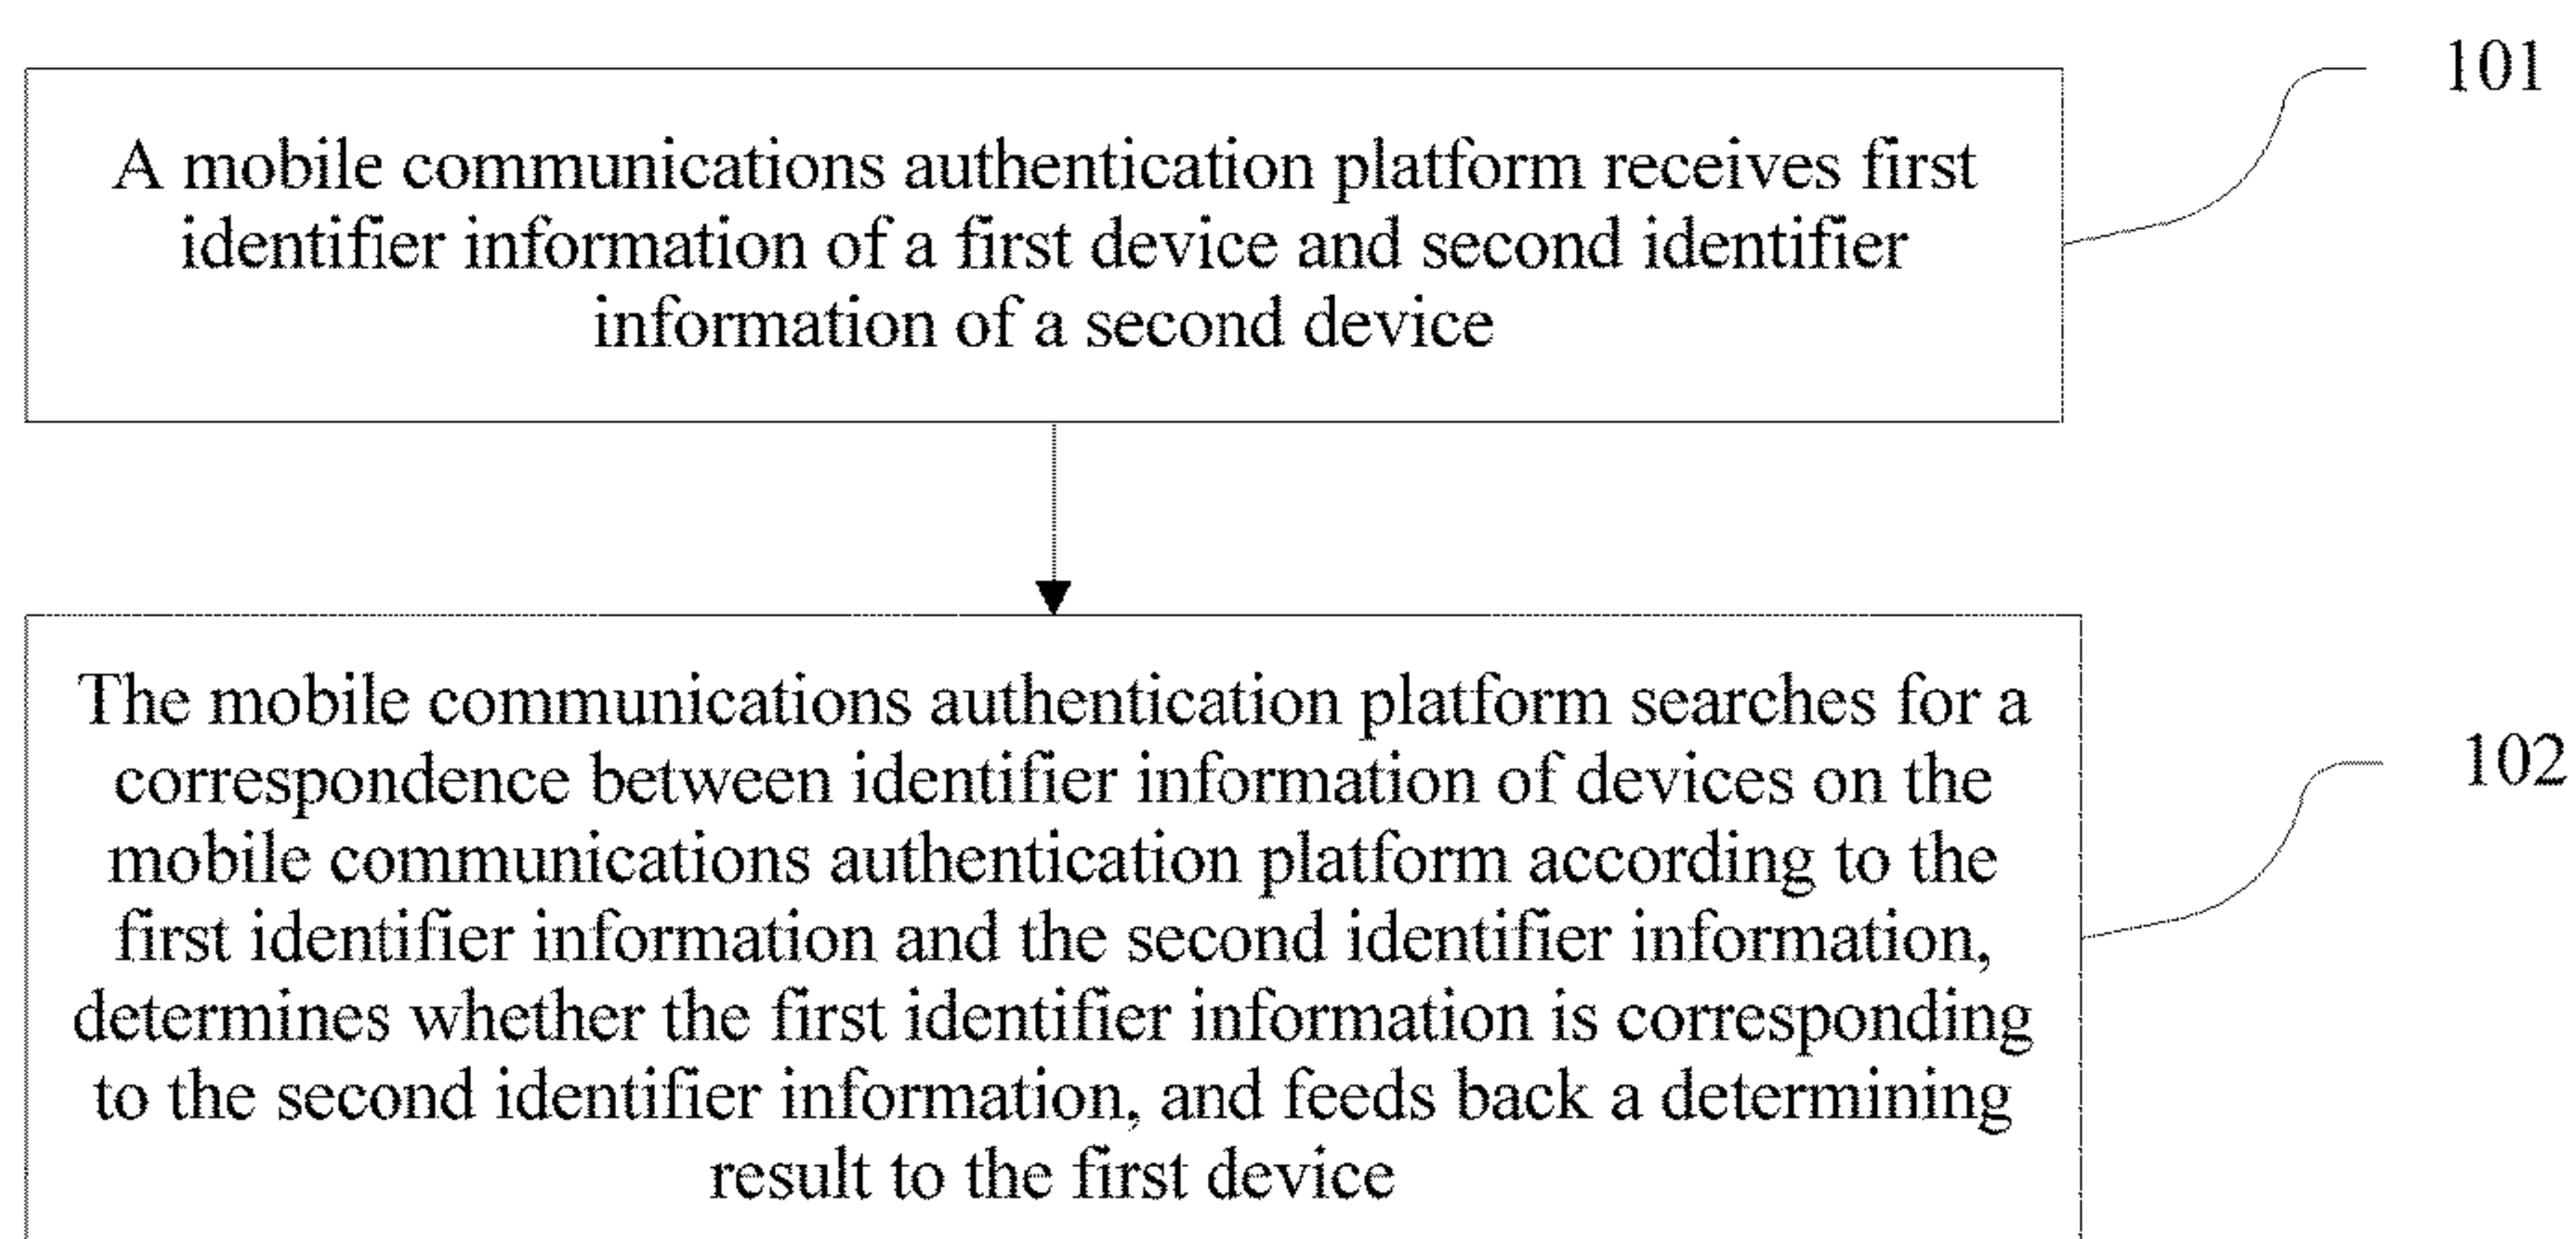 101
A mobile communications authentication platform receives first
identifier information of a first device and second identifier
information of a second device
The mobile communications authentication platform searches for a
correspondence between identifier information of devices on the
mobile communications authentication platform according to the
first identifier information and the second identifier information,
determines whether the first identifier information is corresponding
to the second identifier information, and feeds back a determining
result to the first device
102